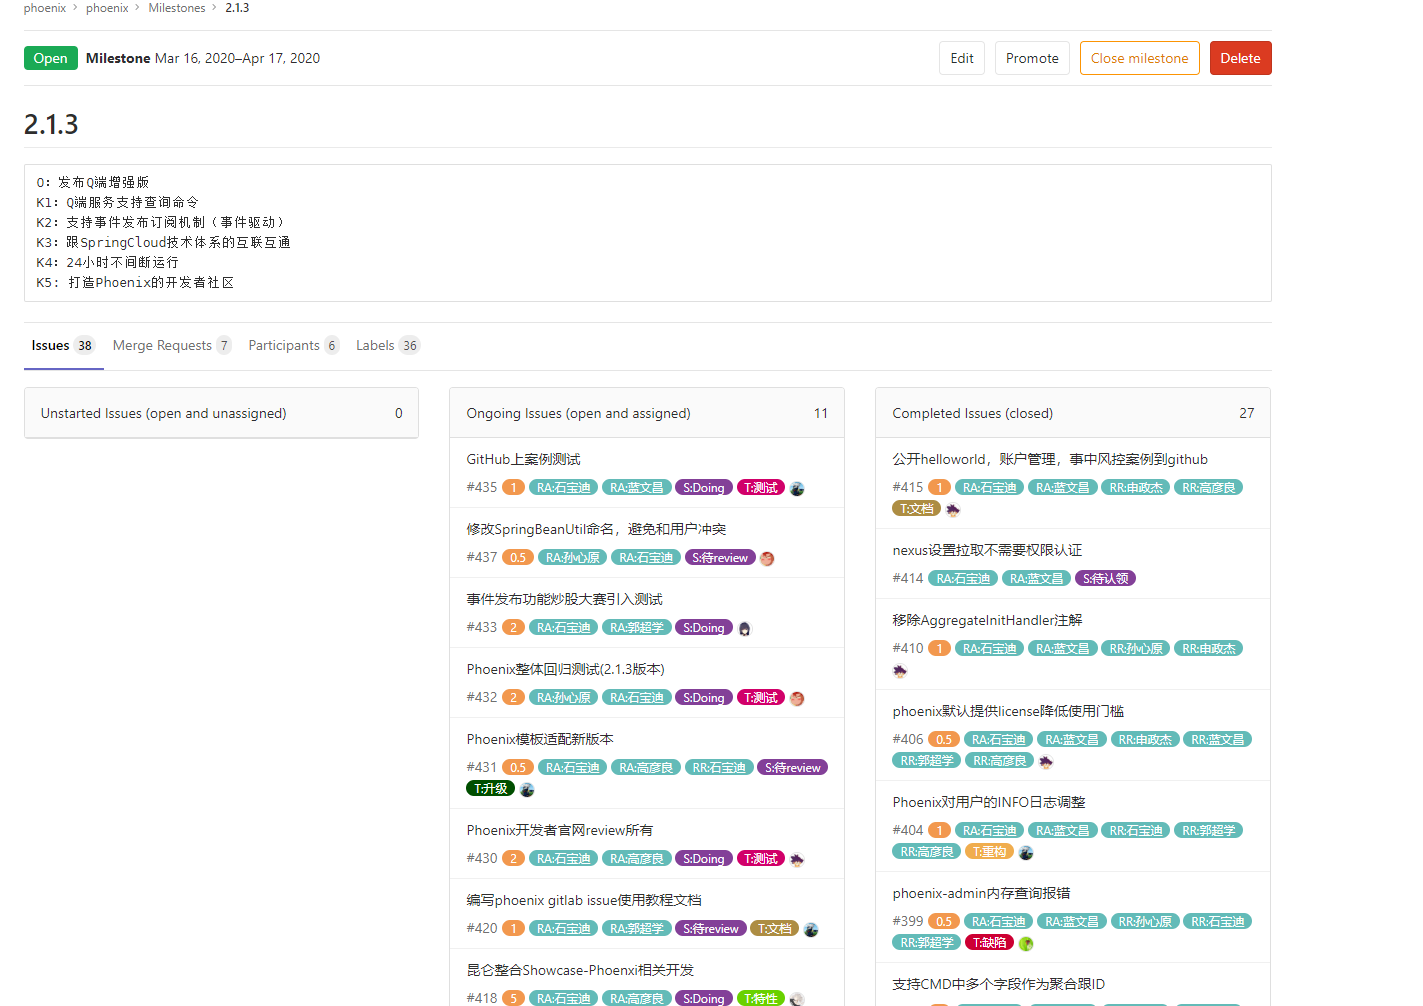 phoenix > phoenix > Milestones > 2.1.3
Open Milestone Mar 16, 2020–Apr 17, 2020 Edit Promote Close milestone Delete
2.1.3
O: 发布Q端增强版
K1: Q端服务支持查询命令
K2: 支持事件发布订阅机制（事件驱动）
K3: 跟SpringCloud技术体系的互联互通
K4: 24小时不间断运行
K5: 打造Phoenix的开发者社区
Issues 38 Merge Requests 7 Participants 6 Labels 36
Unstarted Issues (open and unassigned) 0
Ongoing Issues (open and assigned) 11
GitHub上案例测试
#435 1 RA:石宝迪 RA:蓝文昌 S:Doing T:测试
修改SpringBeanUtil命名，避免和用户冲突
#437 0.5 RA:孙心原 RA:石宝迪 S:待review
事件发布功能炒股大赛引入测试
#433 2 RA:石宝迪 RA:郭超学 S:Doing
Phoenix整体回归测试(2.1.3版本)
#432 2 RA:孙心原 RA:石宝迪 S:Doing T:测试
Phoenix模板适配新版本
#431 0.5 RA:石宝迪 RA:高彦良 RR:石宝迪 S:待review
T:升级
Phoenix开发者官网review所有
#430 2 RA:石宝迪 RA:高彦良 S:Doing T:测试
编写phoenix gitlab issue使用教程文档
#420 1 RA:石宝迪 RA:郭超学 S:待review T:文档
昆仑整合Showcase-Phoenxi相关开发
#418 5 RA:石宝迪 RA:高彦良 S:Doing T:特性
Completed Issues (closed) 27
公开helloworld，账户管理，事中风控案例到github
#415 1 RA:石宝迪 RA:蓝文昌 RR:申政杰 RR:高彦良
T:文档
nexus设置拉取不需要权限认证
#414 RA:石宝迪 RA:蓝文昌 S:待认领
移除AggregateInitHandler注解
#410 1 RA:石宝迪 RA:蓝文昌 RR:孙心原 RR:申政杰
phoenix默认提供license降低使用门槛
#406 0.5 RA:石宝迪 RA:蓝文昌 RR:申政杰 RR:蓝文昌
RR:郭超学 RR:高彦良
Phoenix对用户的INFO日志调整
#404 1 RA:石宝迪 RA:蓝文昌 RR:石宝迪 RR:郭超学
RR:高彦良 T:重构
phoenix-admin内存查询报错
#399 0.5 RA:石宝迪 RA:蓝文昌 RR:孙心原 RR:石宝迪
RR:郭超学 T:缺陷
支持CMD中多个字段作为聚合跟ID